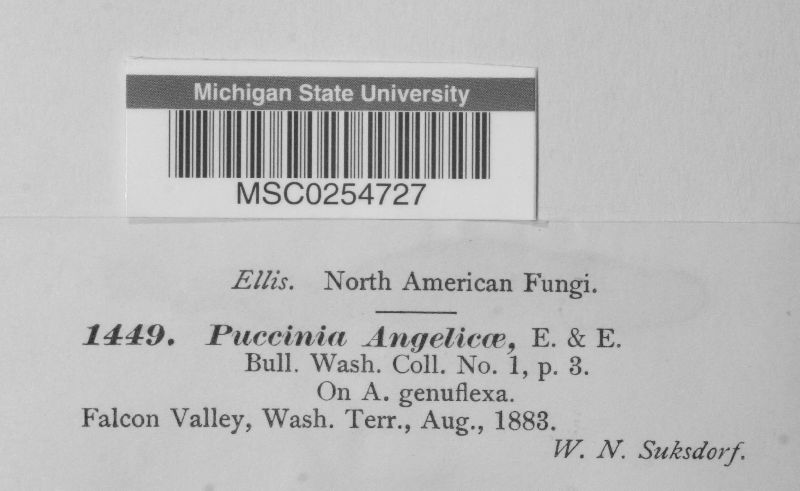 Michigan State University
MSC0254727
Ellis. North American Fungi.
1449. Puccinia Angelicæ, E. & E.
Bull. Wash. Coll. No. 1, p. 3.
On A. genuflexa.
Falcon Valley, Wash. Terr., Aug., 1883.
W. N. Suksdorf.